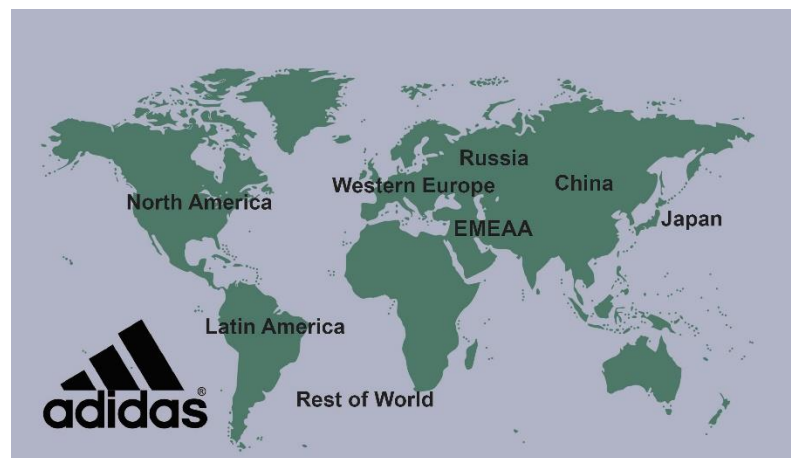 Russia
Western Europe
China
North America
Japan
EMEAA
Latin America
Rest of World
adidas®